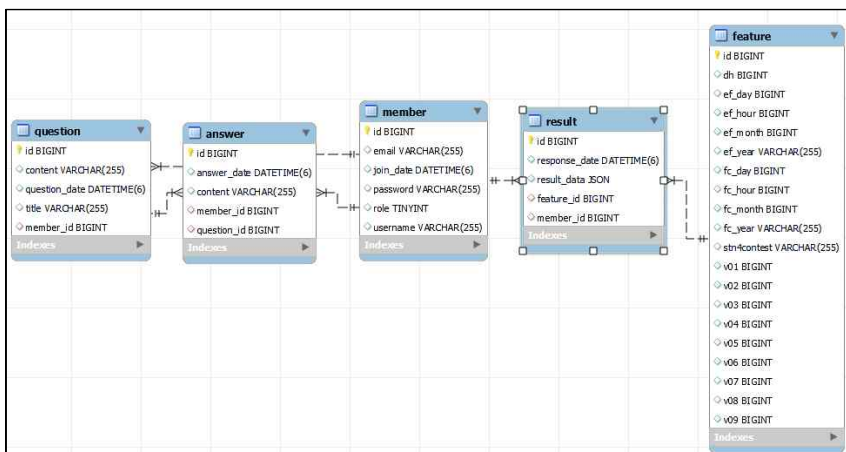 question
id BIGINT
content VARCHAR(255)
question_date DATETIME(6)
title VARCHAR(255)
member_id BIGINT
Indexes
answer
id BIGINT
answer_date DATETIME(6)
content VARCHAR(255)
member_id BIGINT
question_id BIGINT
Indexes
member
id BIGINT
email VARCHAR(255)
join_date DATETIME(6)
password VARCHAR(255)
role TINYINT
username VARCHAR(255)
Indexes
result
id BIGINT
response_date DATETIME(6)
result_data JSON
feature_id BIGINT
member_id BIGINT
Indexes
feature
id BIGINT
dh BIGINT
ef_day BIGINT
ef_hour BIGINT
ef_month BIGINT
ef_year VARCHAR(255)
fc_day BIGINT
fc_hour BIGINT
fc_month BIGINT
fc_year VARCHAR(255)
stn4contest VARCHAR(255)
v01 BIGINT
v02 BIGINT
v03 BIGINT
v04 BIGINT
v05 BIGINT
v06 BIGINT
v07 BIGINT
v08 BIGINT
v09 BIGINT
Indexes